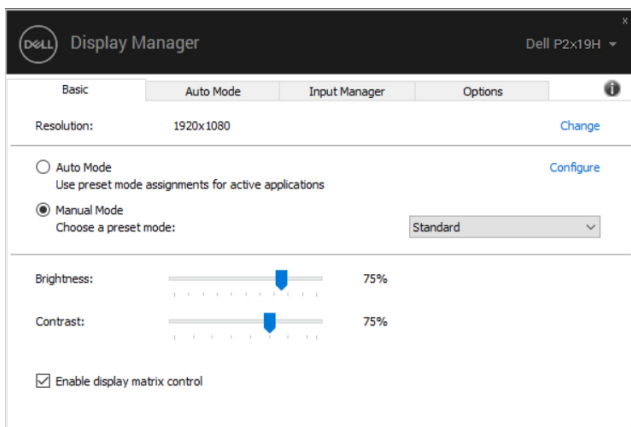 x
DELL Display Manager Dell P2x19H
Basic Auto Mode Input Manager Options
Resolution: 1920x1080 Change
Auto Mode Configure
Use preset mode assignments for active applications
Manual Mode
Choose a preset mode: Standard
Brightness: 75%
Contrast: 75%
Enable display matrix control